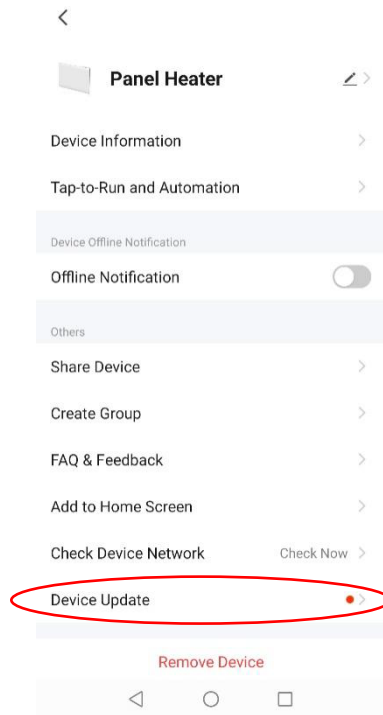 Panel Heater
Device Information
Tap-to-Run and Automation
Device Offline Notification
Offline Notification
Others
Share Device
Create Group
FAQ & Feedback
Add to Home Screen
Check Device Network Check Now
Device Update
Remove Device